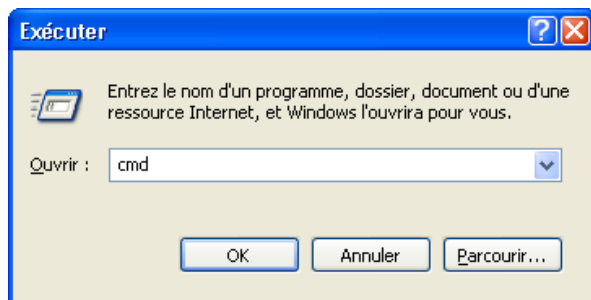 Exécuter
Entrez le nom d'un programme, dossier, document ou d'une
ressource Internet, et Windows l'ouvrira pour vous.
Ouvrir : cmd
OK Annuler Parcourir...